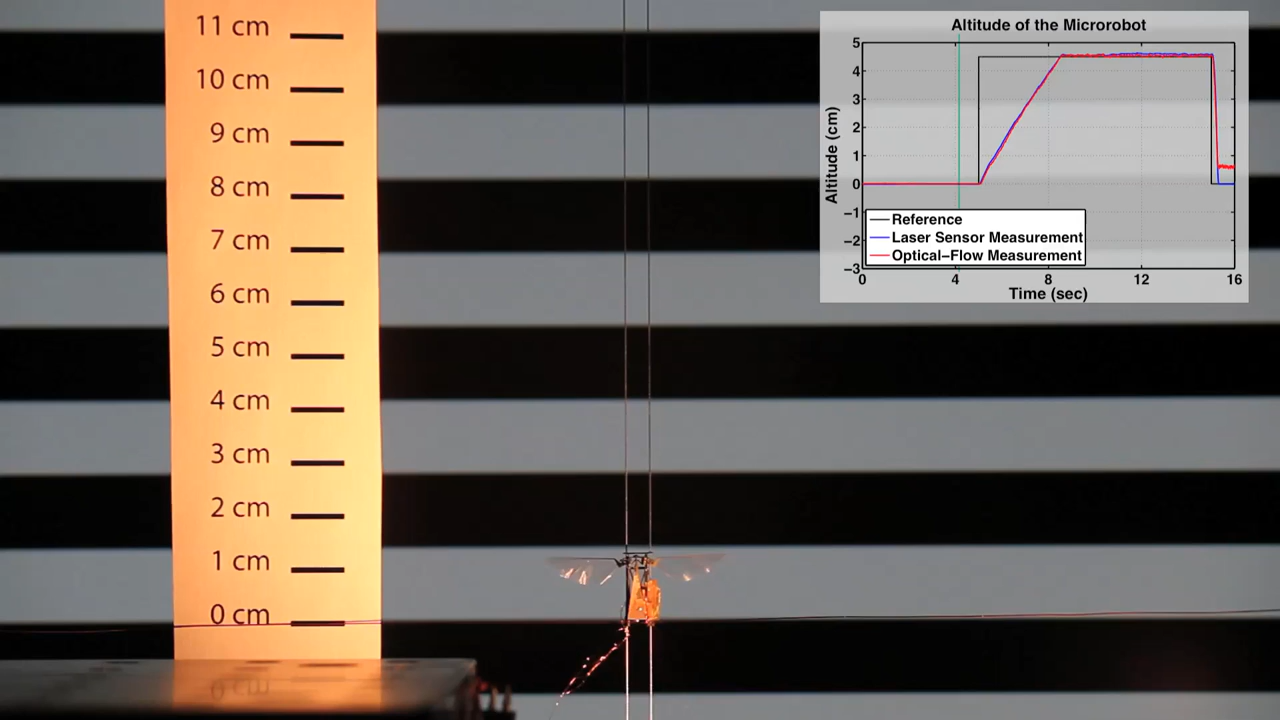 11 cm
10 cm
9 cm
8 cm
7 cm
6 cm
5 cm
4 cm
3 cm
2 cm
1 cm
0 cm
0 cm
Altitude of the Microrobot
Altitude (cm)
5
4
3
2
1
0
−1
−2
−3
Reference
Laser Sensor Measurement
Optical−Flow Measurement
0 4 8 12 16
Time (sec)